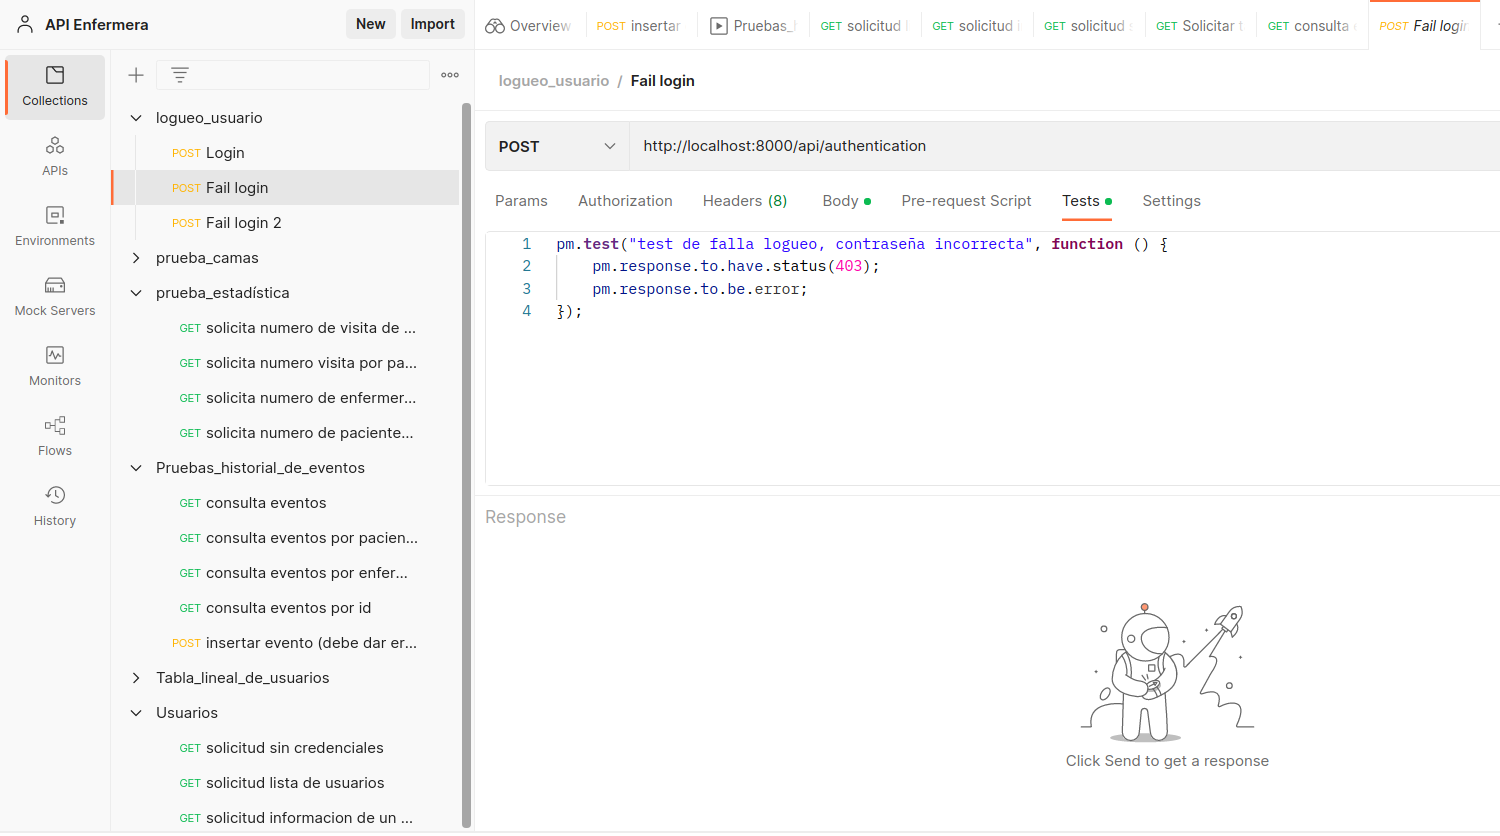 API Enfermera
New
Import
Overview
POST insertar
Pruebas_
GET solicitud
GET solicitud
GET solicitud
GET Solicitar
GET consulta
POST Fail login
Collections
APIs
Environments
Mock Servers
Monitors
Flows
History
logueo_usuario
POST Login
POST Fail login
POST Fail login 2
prueba_camas
prueba_estadística
GET solicita numero de visita de ...
GET solicita numero visita por pa...
GET solicita numero de enfermer...
GET solicita numero de paciente...
Pruebas_historial_de_eventos
GET consulta eventos
GET consulta eventos por pacien...
GET consulta eventos por enfer...
GET consulta eventos por id
POST insertar evento (debe dar er...
Tabla_lineal_de_usuarios
Usuarios
GET solicitud sin credenciales
GET solicitud lista de usuarios
GET solicitud informacion de un ...
logueo_usuario / Fail login
POST http://localhost:8000/api/authentication
Params Authorization Headers (8) Body Pre-request Script Tests Settings
1 pm.test("test de falla logueo, contraseña incorrecta", function () {
2 pm.response.to.have.status(403);
3 pm.response.to.be.error;
4 });
Response
Click Send to get a response